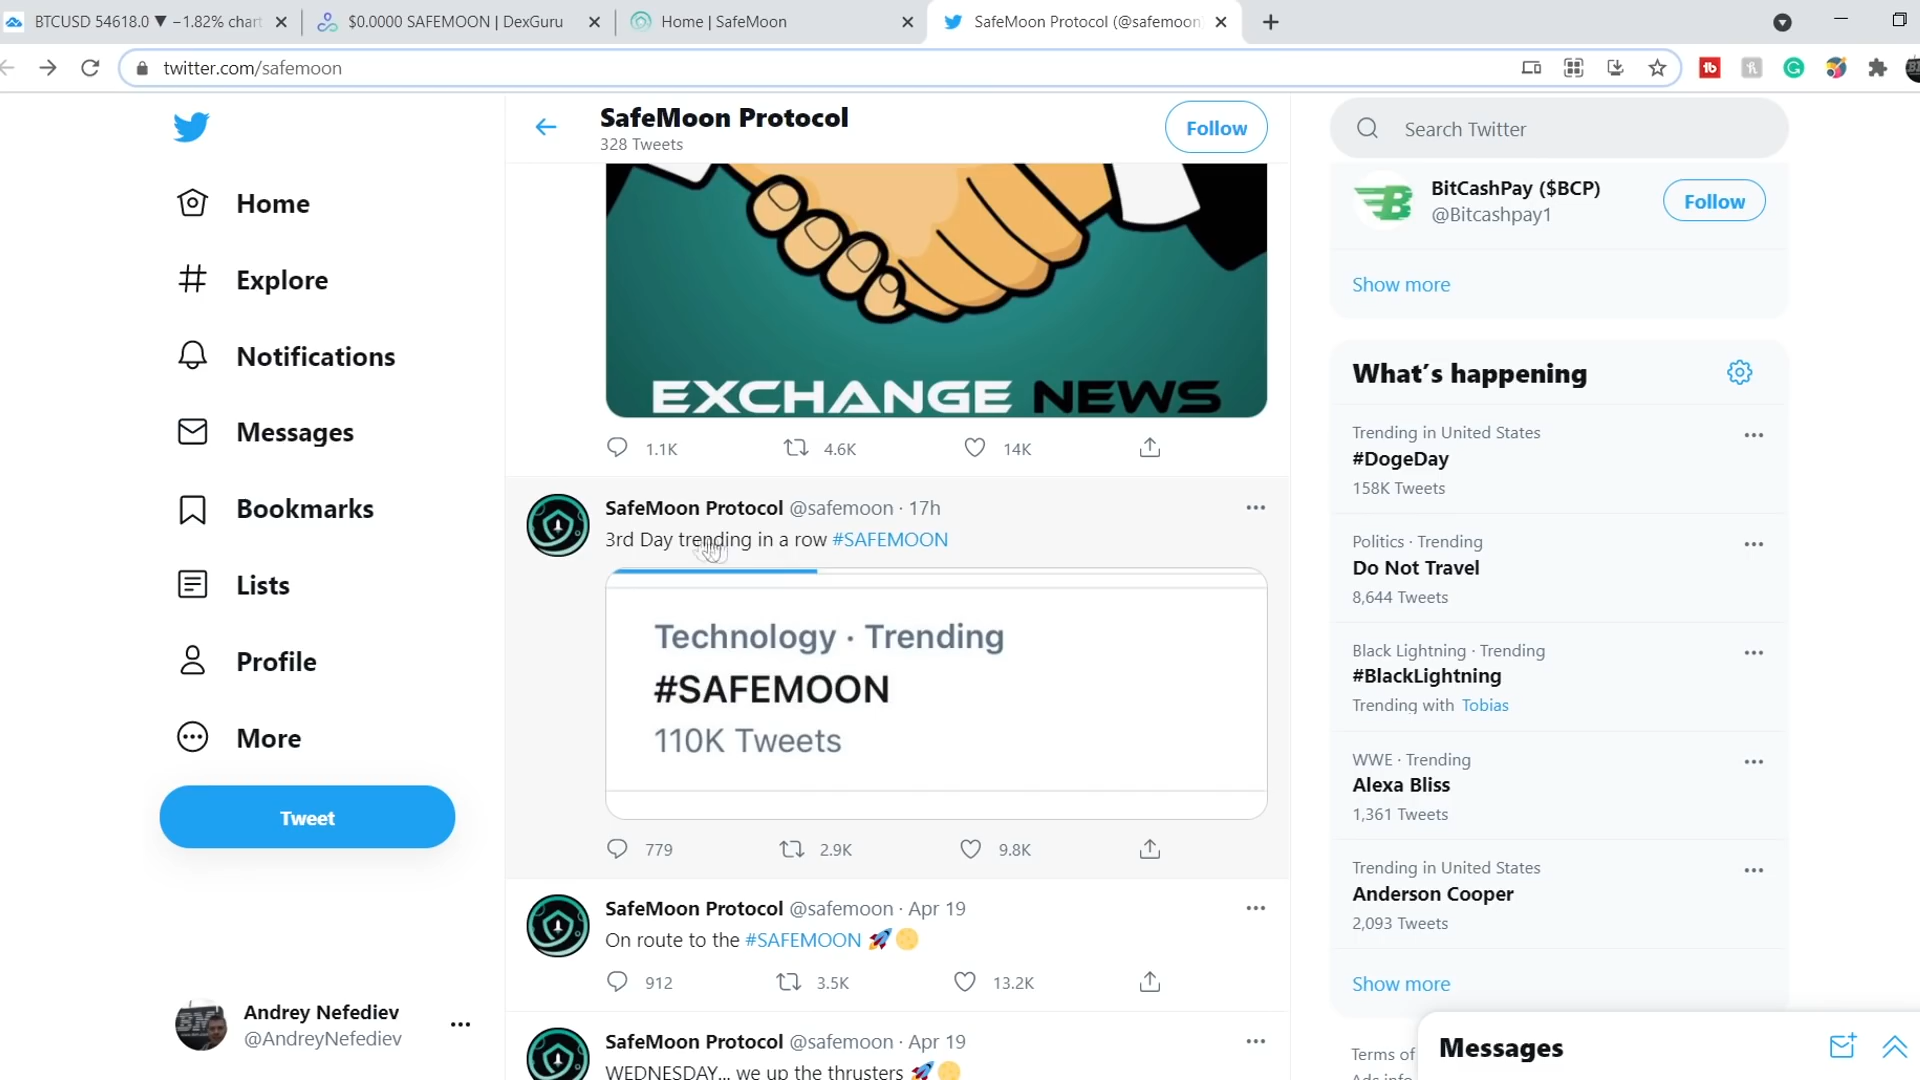 BTCUSD 54618.0 ▼ −1.82% chart
$0.0000 SAFEMOON | DexGuru
Home | SafeMoon
SafeMoon Protocol (@safemoon
twitter.com/safemoon
SafeMoon Protocol
328 Tweets
Follow
Search Twitter
Home
Explore
Notifications
Messages
Bookmarks
Lists
Profile
More
Tweet
Andrey Nefediev
@AndreyNefediev
EXCHANGE NEWS
1.1K 4.6K 14K
SafeMoon Protocol @safemoon · 17h
3rd Day trending in a row #SAFEMOON
Technology · Trending
#SAFEMOON
110K Tweets
779 2.9K 9.8K
SafeMoon Protocol @safemoon · Apr 19
On route to the #SAFEMOON 🚀🌕
912 3.5K 13.2K
SafeMoon Protocol @safemoon · Apr 19
WEDNESDAY... we up the thrusters 🚀🌕
BitCashPay ($BCP)
@Bitcashpay1
Follow
Show more
What's happening
Trending in United States
#DogeDay
158K Tweets
Politics · Trending
Do Not Travel
8,644 Tweets
Black Lightning · Trending
#BlackLightning
Trending with Tobias
WWE · Trending
Alexa Bliss
1,361 Tweets
Trending in United States
Anderson Cooper
2,093 Tweets
Show more
Terms of
Ads info
Messages